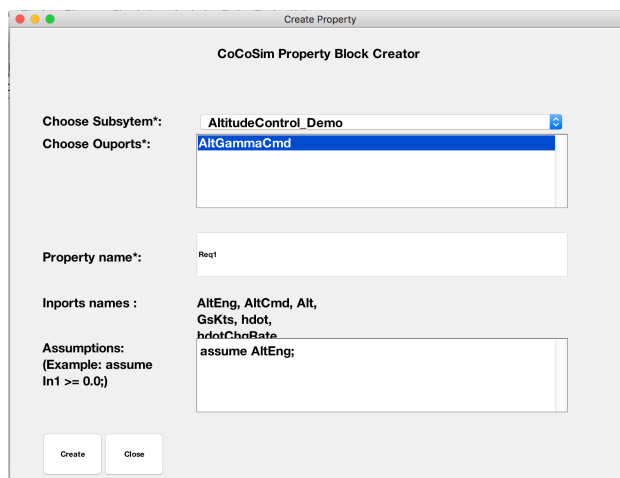 Create Property
CoCoSim Property Block Creator
Choose Subsytem*:
AltitudeControl_Demo
Choose Ouports*:
AltGammaCmd
Property name*:
Req1
Inports names :
AltEng, AltCmd, Alt,
GsKts, hdot,
hdotChgRate
Assumptions:
(Example: assume
In1 >= 0.0;)
assume AltEng;
Create
Close